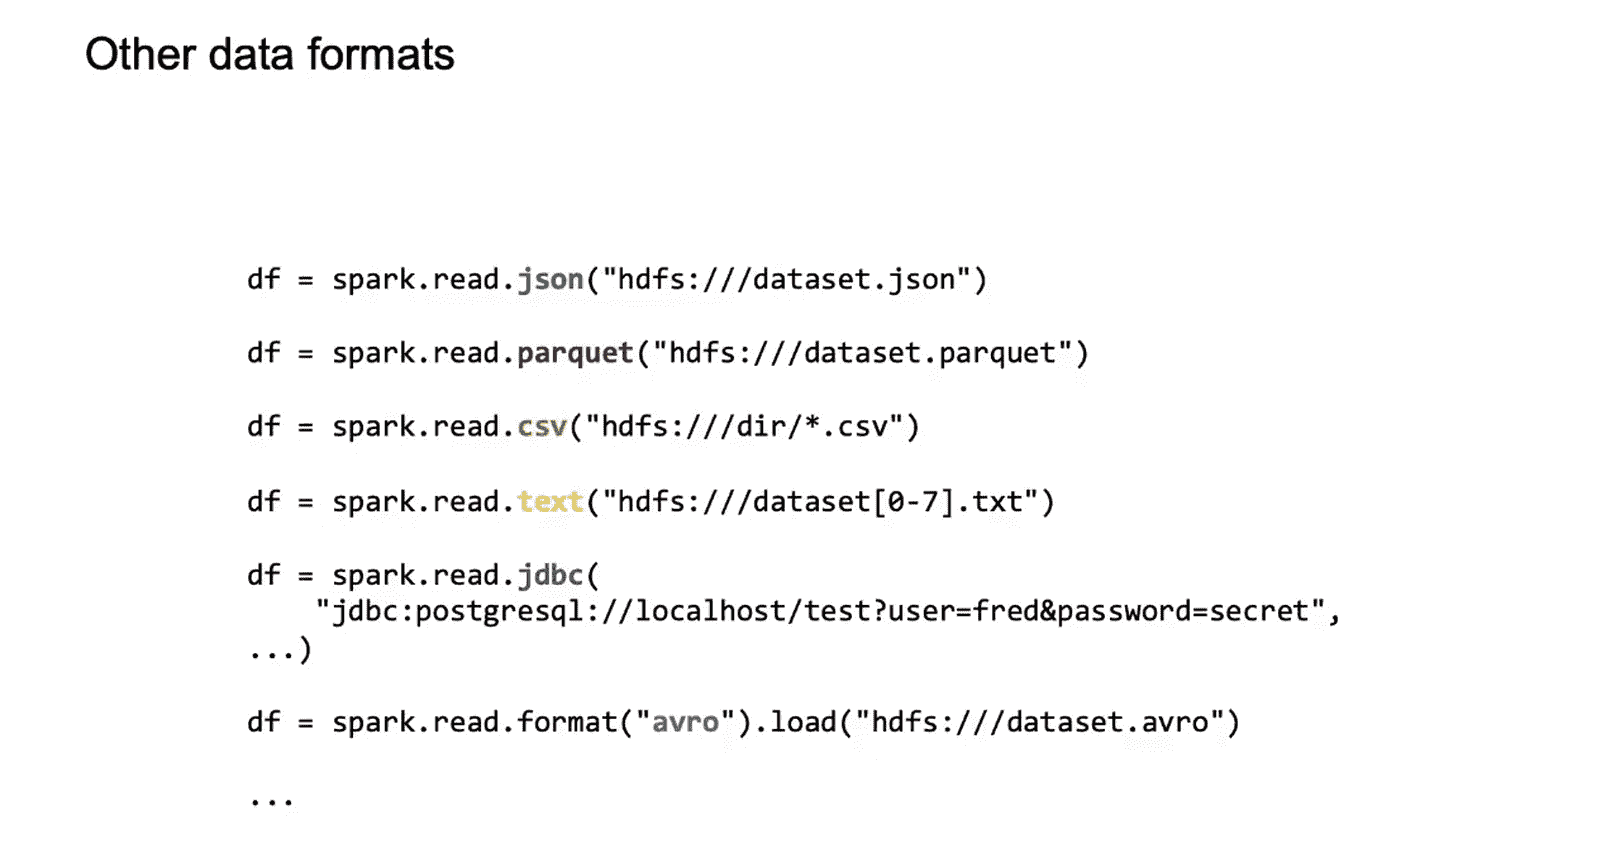 Other data formats
df = spark.read.json("hdfs:///dataset.json")
df = spark.read.parquet("hdfs:///dataset.parquet")
df = spark.read.csv("hdfs:///dir/*.csv")
df = spark.read.text("hdfs:///dataset[0-7].txt")
df = spark.read.jdbc(
"jdbc:postgresql://localhost/test?user=fred&password=secret",
...)
df = spark.read.format("avro").load("hdfs:///dataset.avro")
...